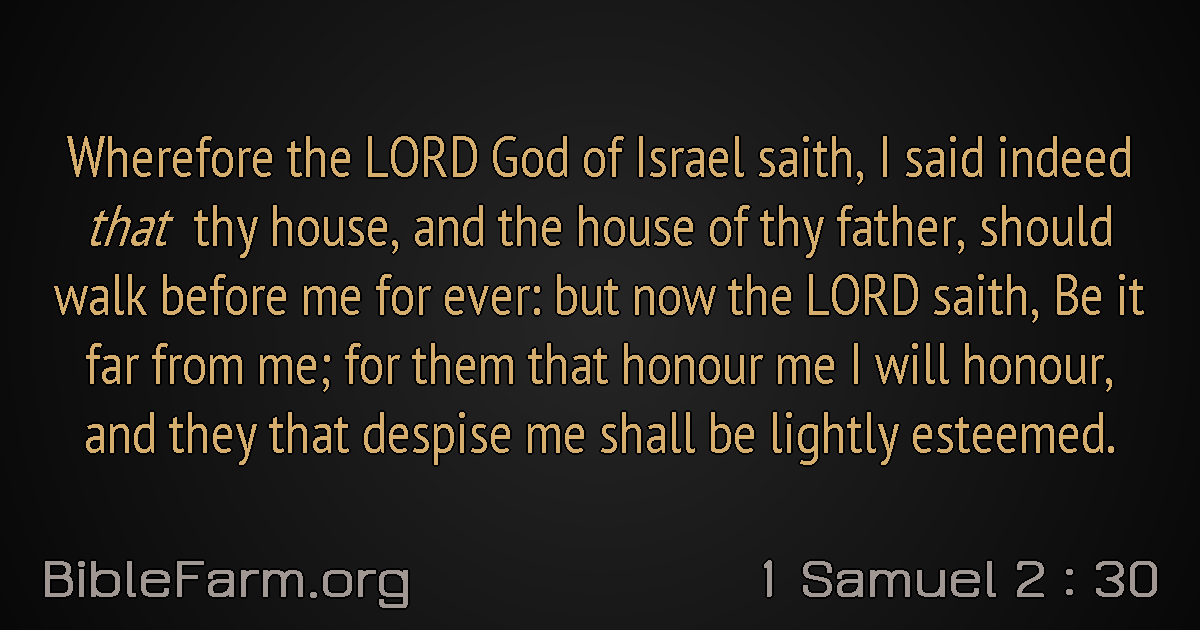 Wherefore the LORD God of Israel saith, I said indeed
that thy house, and the house of thy father, should
walk before me for ever: but now the LORD saith, Be it
far from me; for them that honour me I will honour,
and they that despise me shall be lightly esteemed.
BibleFarm.org
1 Samuel 2 : 30